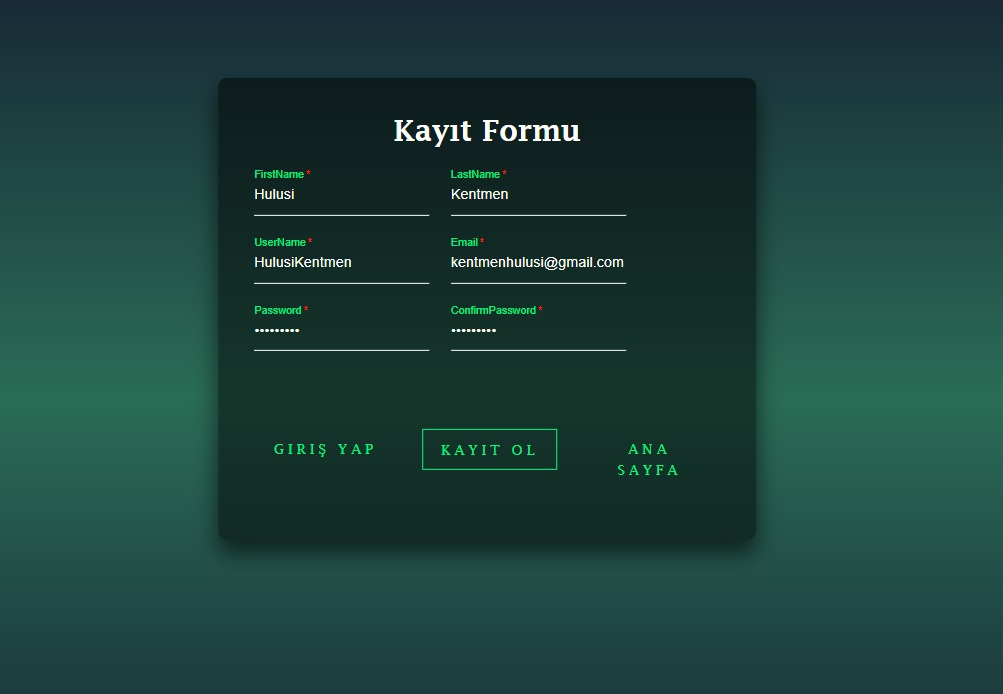 Kayıt Formu
FirstName * LastName *
Hulusi Kentmen
UserName * Email *
HulusiKentmen kentmenhulusi@gmail.com
Password * ConfirmPassword *
••••••••• •••••••••
GIRIŞ YAP KAYIT OL ANA
SAYFA